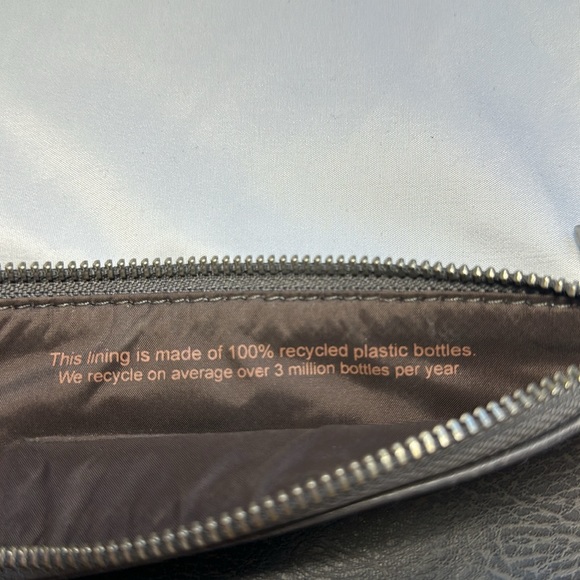 This lining is made of 100% recycled plastic bottles.
We recycle on average over 3 million bottles per year